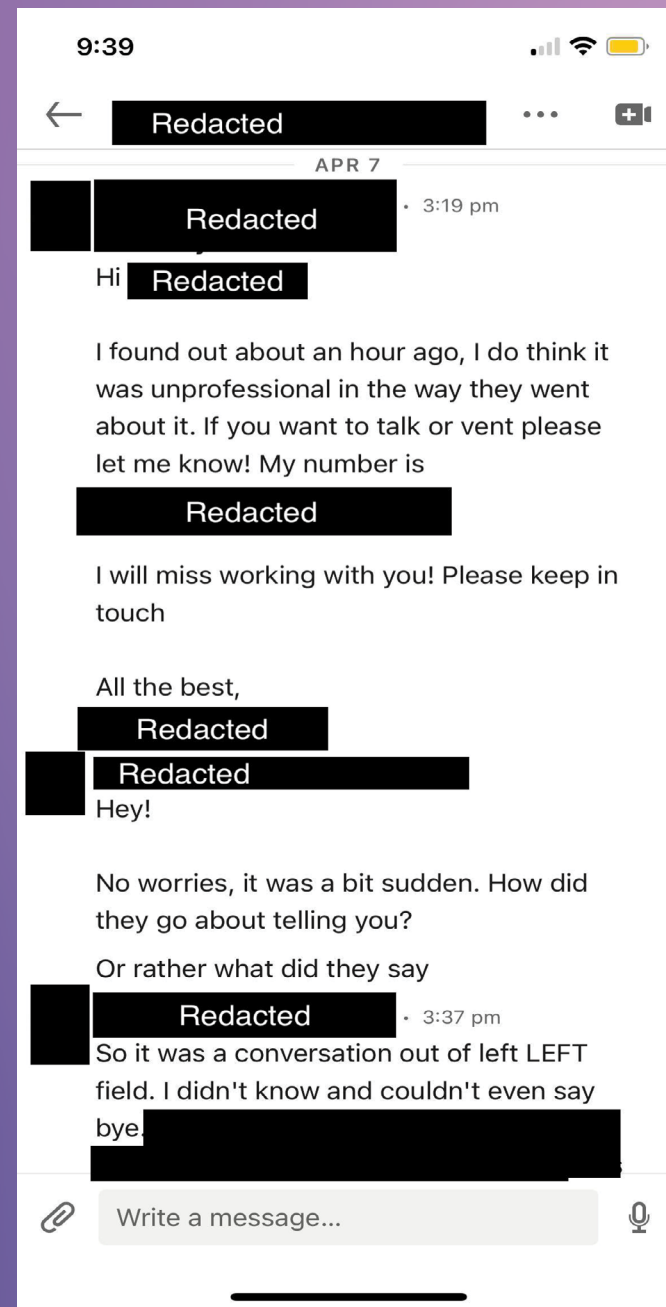 9:39
Redacted
APR 7
Redacted
• 3:19 pm
Hi Redacted
I found out about an hour ago, I do think it
was unprofessional in the way they went
about it. If you want to talk or vent please
let me know! My number is
Redacted
I will miss working with you! Please keep in
touch
All the best,
Redacted
Redacted
Hey!
No worries, it was a bit sudden. How did
they go about telling you?
Or rather what did they say
Redacted • 3:37 pm
So it was a conversation out of left LEFT
field. I didn't know and couldn't even say
bye.
Write a message...